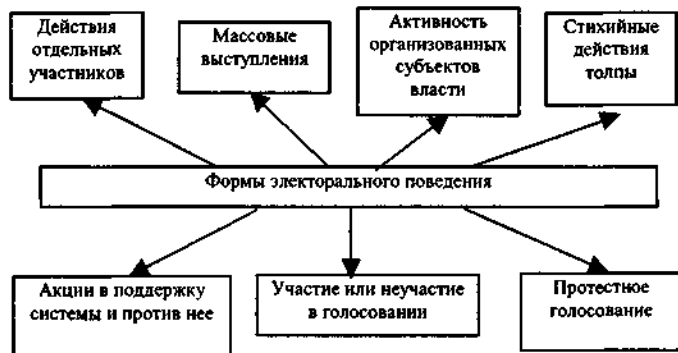 Действия
отдельных
участников
Массовые
выступления
Активность
организованных
субъектов
власти
Стихийные
действия
толпы
Формы электорального поведения
Акции в поддержку
системы и против нее
Участие или неучастие
в голосовании
Протестное
голосование